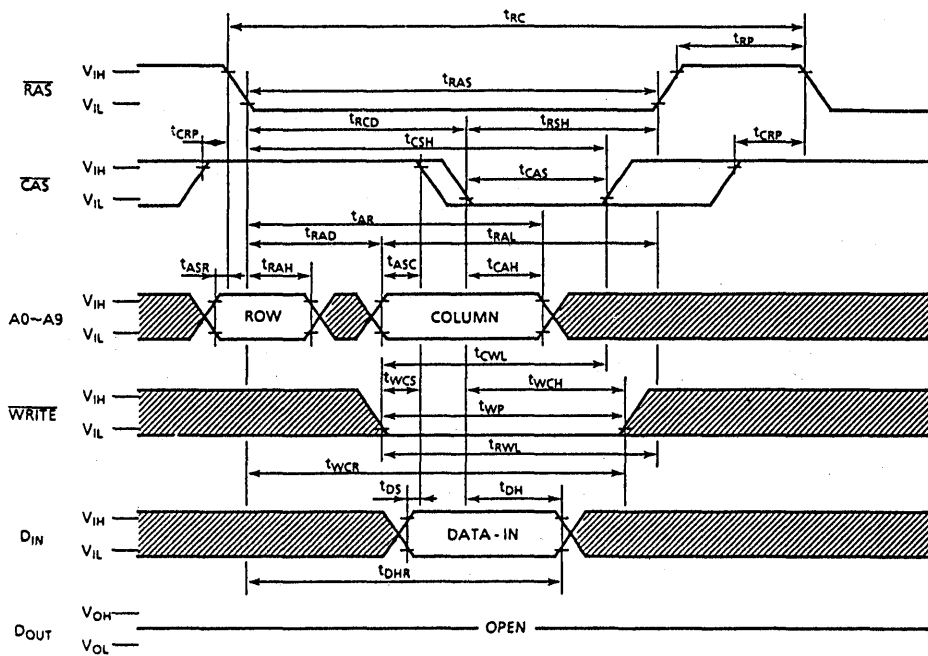 tRC
tRP
VIH
RAS
tRAS
VIL
tRCD
tRSH
tCRP
tCSH
tCRP
VIH
CAS
tCAS
VIL
tAR
tRAD
tRAL
tASR
tRAH
tASC
tCAH
VIH
A0~A9
ROW
COLUMN
VIL
tCWL
tWCS
tWCH
VIH
WRITE
tWP
VIL
tRWL
tWCR
tDS
tDH
VIH
DIN
DATA-IN
VIL
tDHR
VOH
DOUT
OPEN
VOL